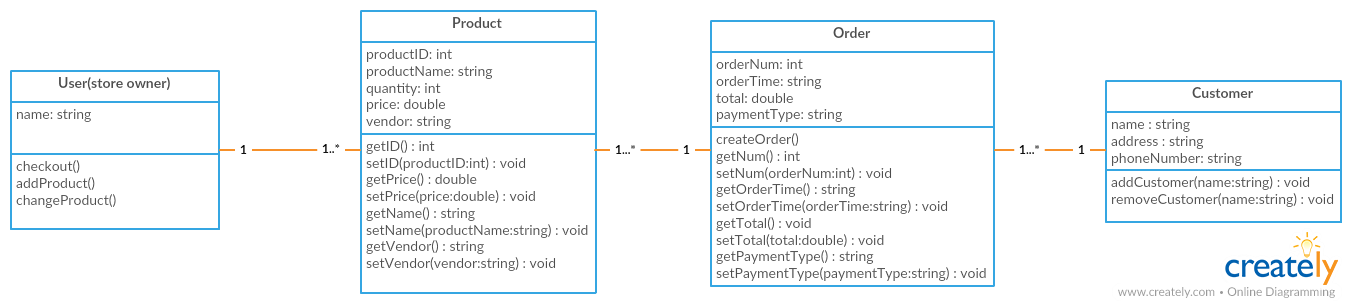 User(store owner)
name: string
checkout()
addProduct()
changeProduct()
1
1..*
Product
productID: int
productName: string
quantity: int
price: double
vendor: string
getID() : int
setID(productID:int) : void
getPrice() : double
setPrice(price:double) : void
getName() : string
setName(productName:string) : void
getVendor() : string
setVendor(vendor:string) : void
1...*
1
Order
orderNum: int
orderTime: string
total: double
paymentType: string
createOrder()
getNum() : int
setNum(orderNum:int) : void
getOrderTime() : string
setOrderTime(orderTime:string) : void
getTotal() : void
setTotal(total:double) : void
getPaymentType() : string
setPaymentType(paymentType:string) : void
1...*
1
Customer
name : string
address : string
phoneNumber: string
addCustomer(name:string) : void
removeCustomer(name:string) : void
creately
www.creately.com • Online Diagramming